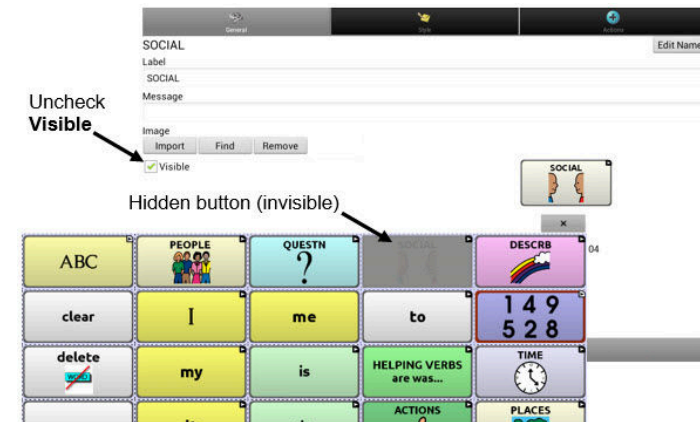 General
Style
Actions
SOCIAL
Edit Name
Label
SOCIAL
Message
Uncheck
Visible
Image
Import Find Remove
Visible
SOCIAL
Hidden button (invisible)
×
ABC
PEOPLE
QUESTN
?
SOCIAL
DESCRB
04
clear
I
me
to
1 4 9
5 2 8
delete
WORD
my
is
HELPING VERBS
are was...
TIME
ACTIONS
PLACES